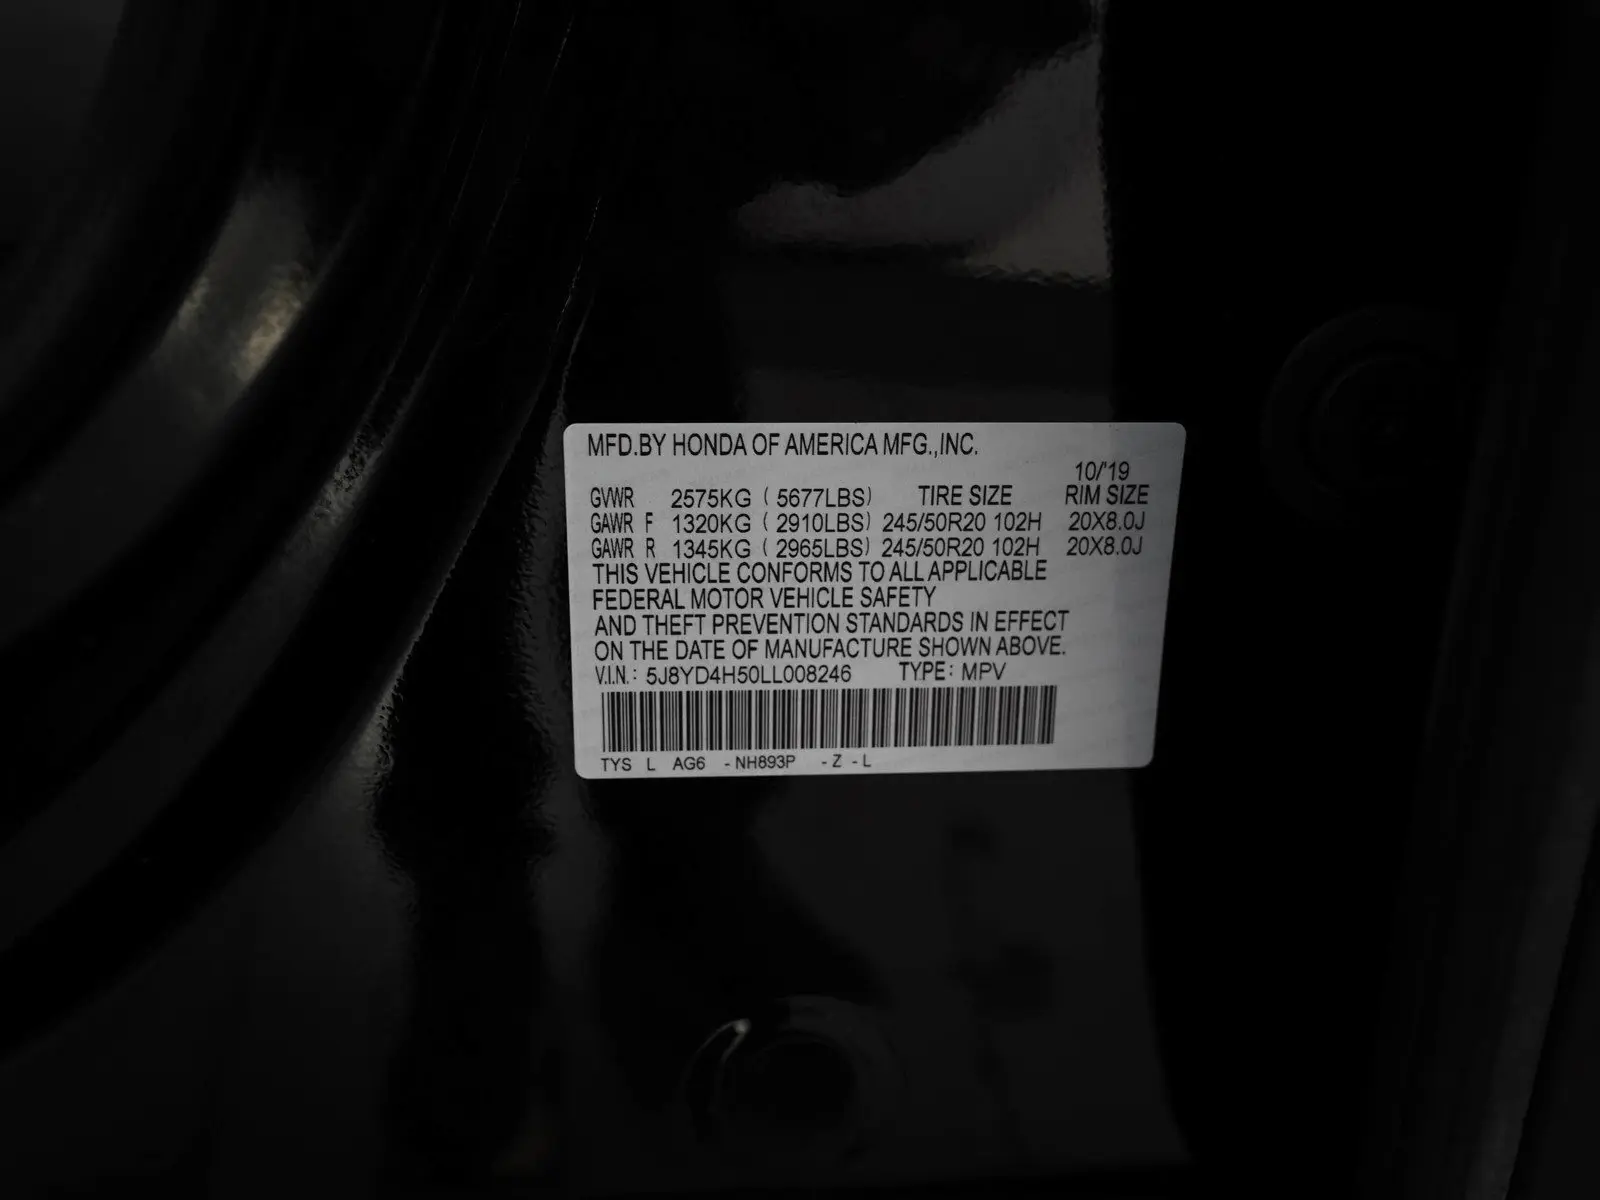 MFD.BY HONDA OF AMERICA MFG.,INC.
10/'19
GVWR 2575KG ( 5677LBS) TIRE SIZE RIM SIZE
GAWR F 1320KG ( 2910LBS) 245/50R20 102H 20X8.0J
GAWR R 1345KG ( 2965LBS) 245/50R20 102H 20X8.0J
THIS VEHICLE CONFORMS TO ALL APPLICABLE
FEDERAL MOTOR VEHICLE SAFETY
AND THEFT PREVENTION STANDARDS IN EFFECT
ON THE DATE OF MANUFACTURE SHOWN ABOVE.
V.I.N.: 5J8YD4H50LL008246 TYPE: MPV
TYS L AG6 -NH893P -Z -L